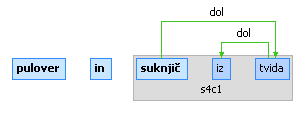 dol
dol
pulover in suknjič iz tvida
s4c1